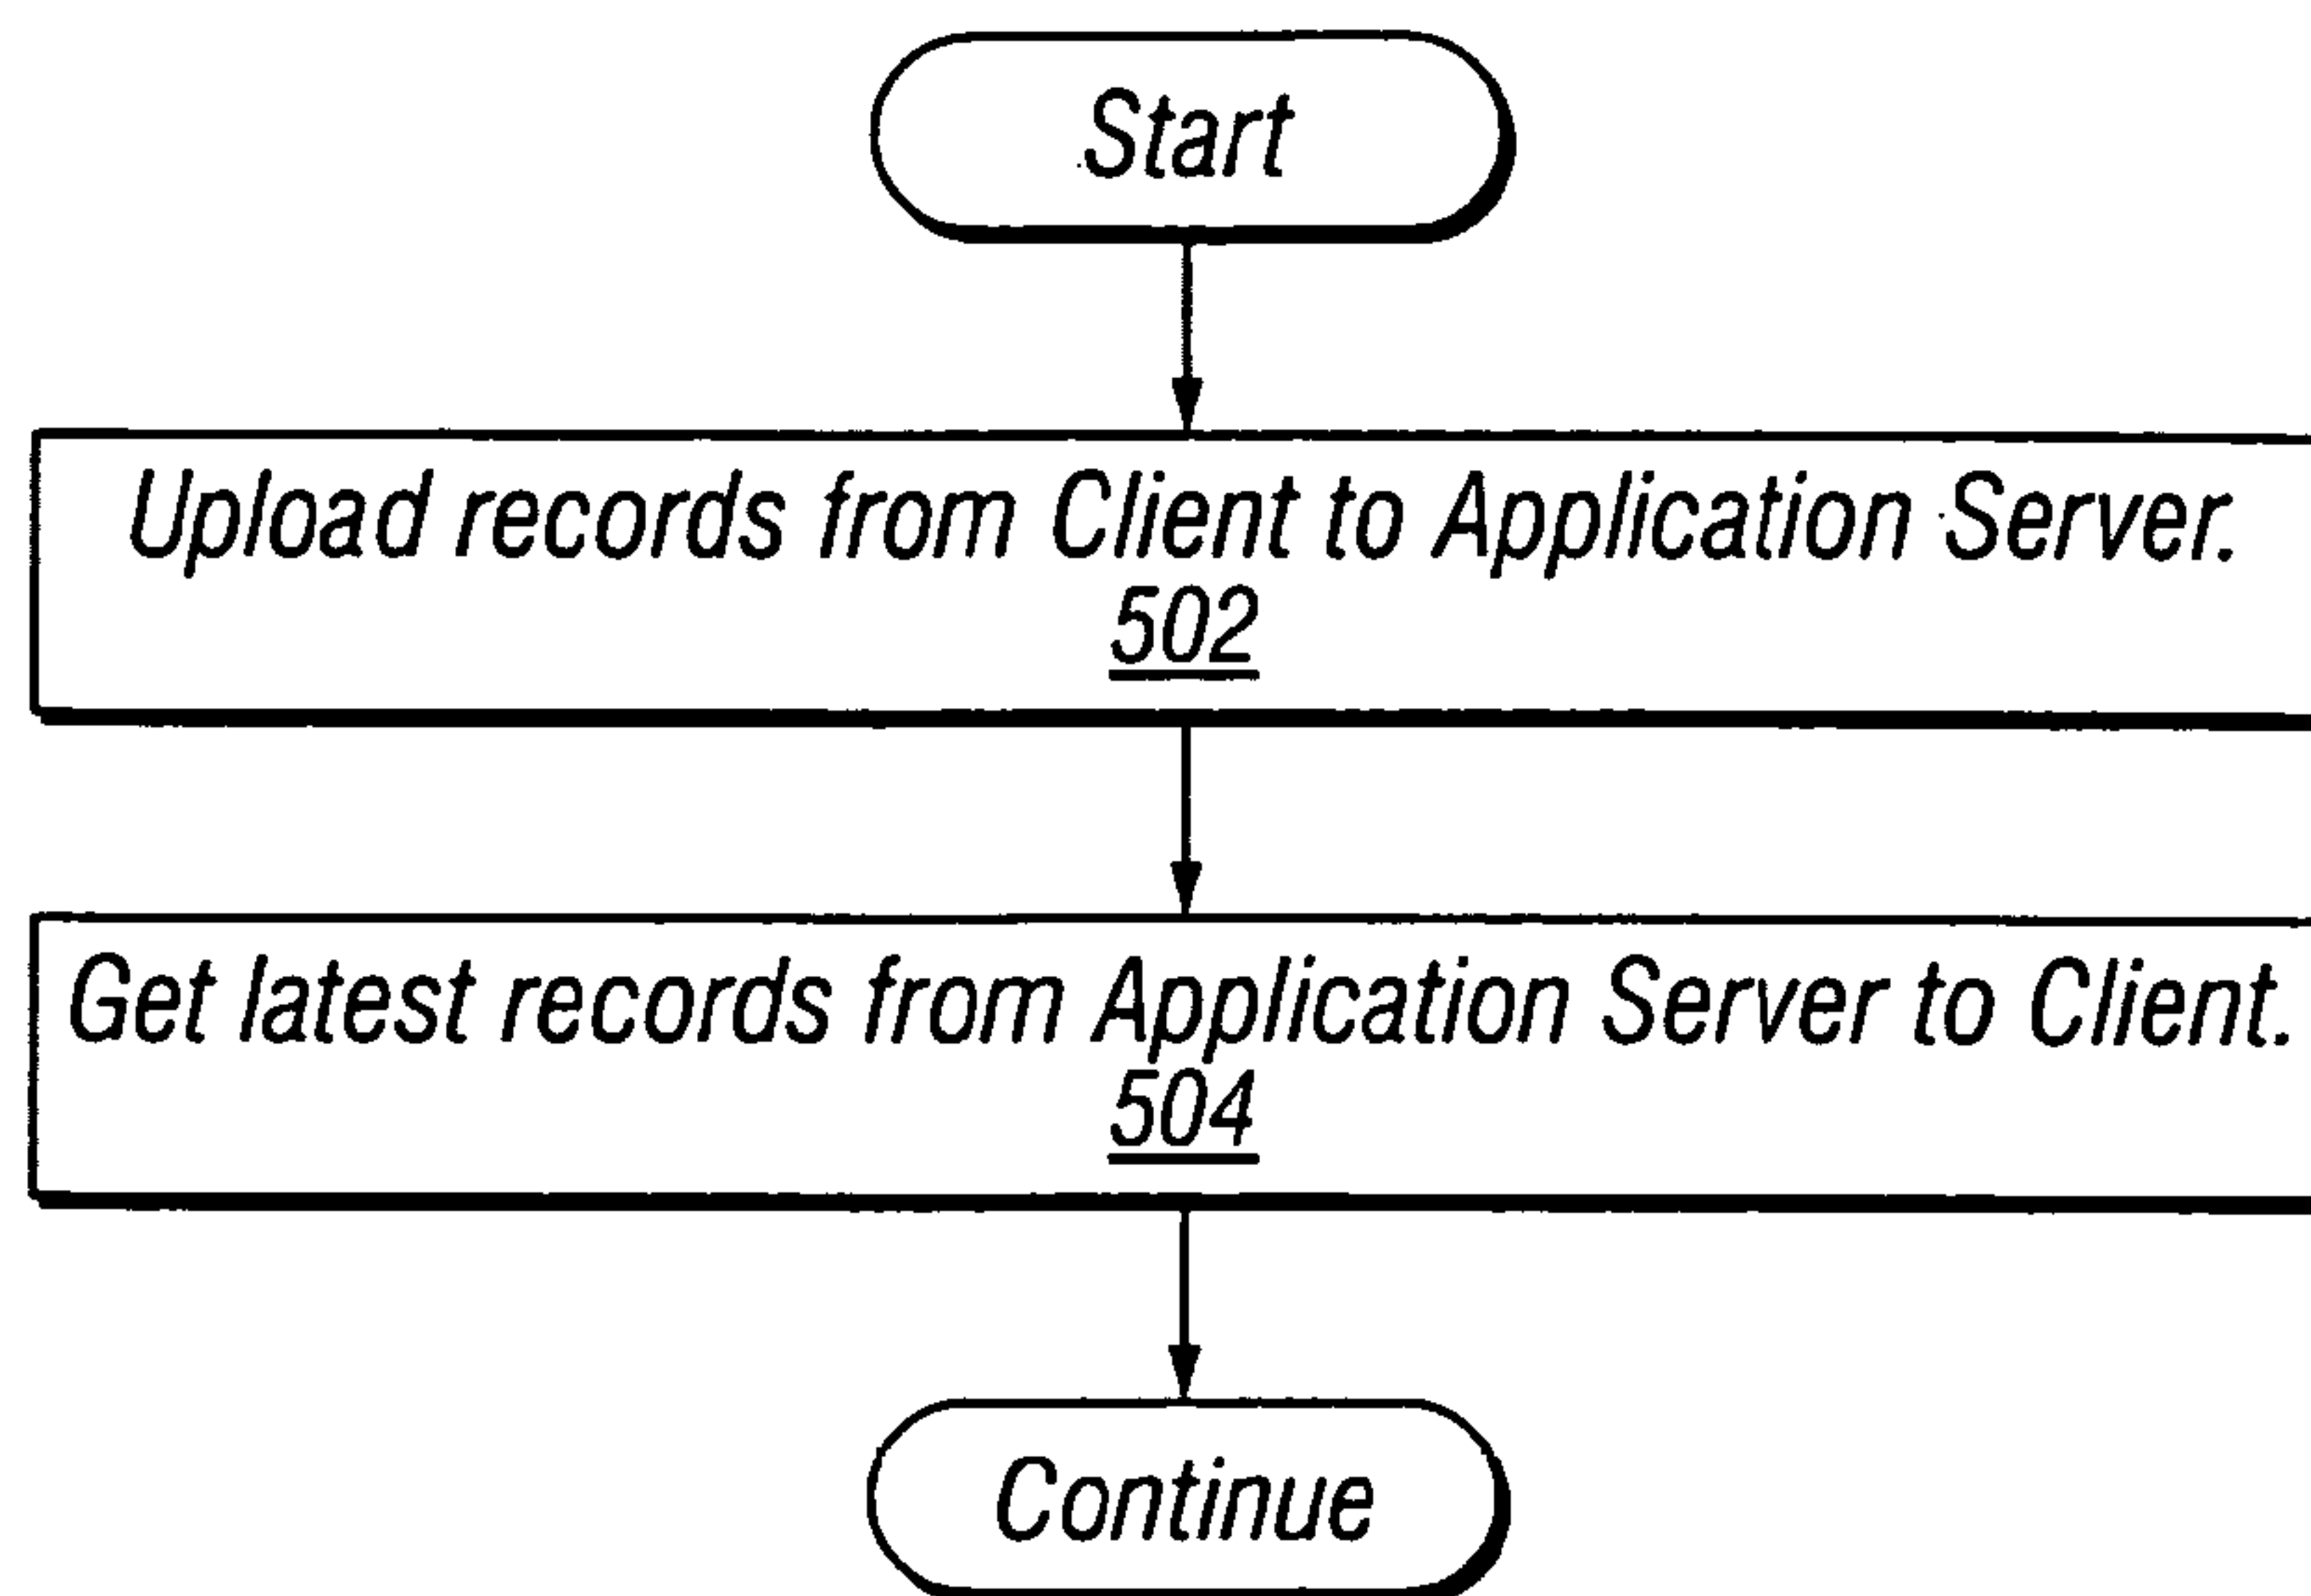 Start
Upload records from Client to Application Server.
502
Get latest records from Application Server to Client.
504
Continue